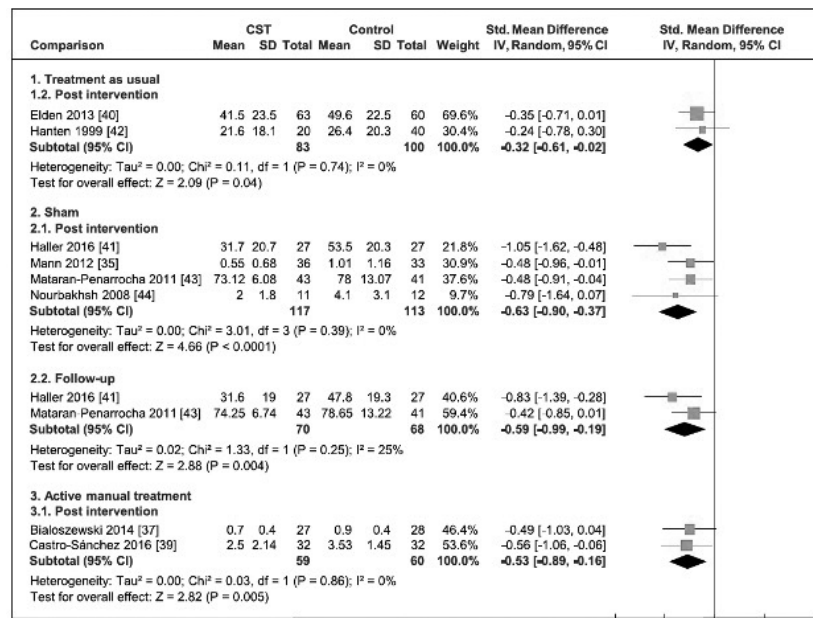 CST Control Std. Mean Difference Std. Mean Difference
Comparison Mean SD Total Mean SD Total Weight IV, Random, 95% CI IV, Random, 95% CI
1. Treatment as usual
1.2. Post intervention
Elden 2013 [40] 41.5 23.5 63 49.6 22.5 60 69.6% -0.35 [-0.71, 0.01]
Hanten 1999 [42] 21.6 18.1 20 26.4 20.3 40 30.4% -0.24 [-0.78, 0.30]
Subtotal (95% CI) 83 100 100.0% -0.32 [-0.61, -0.02]
Heterogeneity: Tau² = 0.00; Chi² = 0.11, df = 1 (P = 0.74); I² = 0%
Test for overall effect: Z = 2.09 (P = 0.04)
2. Sham
2.1. Post intervention
Haller 2016 [41] 31.7 20.7 27 53.5 20.3 27 21.8% -1.05 [-1.62, -0.48]
Mann 2012 [35] 0.55 0.68 36 1.01 1.16 33 30.9% -0.48 [-0.96, -0.01]
Mataran-Penarrocha 2011 [43] 73.12 6.08 43 78 13.07 41 37.6% -0.48 [-0.91, -0.04]
Nourbakhsh 2008 [44] 2 1.8 11 4.1 3.1 12 9.7% -0.79 [-1.64, 0.07]
Subtotal (95% CI) 117 113 100.0% -0.63 [-0.90, -0.37]
Heterogeneity: Tau² = 0.00; Chi² = 3.01, df = 3 (P = 0.39); I² = 0%
Test for overall effect: Z = 4.66 (P < 0.0001)
2.2. Follow-up
Haller 2016 [41] 31.6 19 27 47.8 19.3 27 40.6% -0.83 [-1.39, -0.28]
Mataran-Penarrocha 2011 [43] 74.25 6.74 43 78.65 13.22 41 59.4% -0.42 [-0.85, 0.01]
Subtotal (95% CI) 70 68 100.0% -0.59 [-0.99, -0.19]
Heterogeneity: Tau² = 0.02; Chi² = 1.33, df = 1 (P = 0.25); I² = 25%
Test for overall effect: Z = 2.88 (P = 0.004)
3. Active manual treatment
3.1. Post intervention
Bialoszewski 2014 [37] 0.7 0.4 27 0.9 0.4 28 46.4% -0.49 [-1.03, 0.04]
Castro-Sánchez 2016 [39] 2.5 2.14 32 3.53 1.45 32 53.6% -0.56 [-1.06, -0.06]
Subtotal (95% CI) 59 60 100.0% -0.53 [-0.89, -0.16]
Heterogeneity: Tau² = 0.00; Chi² = 0.03, df = 1 (P = 0.86); I² = 0%
Test for overall effect: Z = 2.82 (P = 0.005)